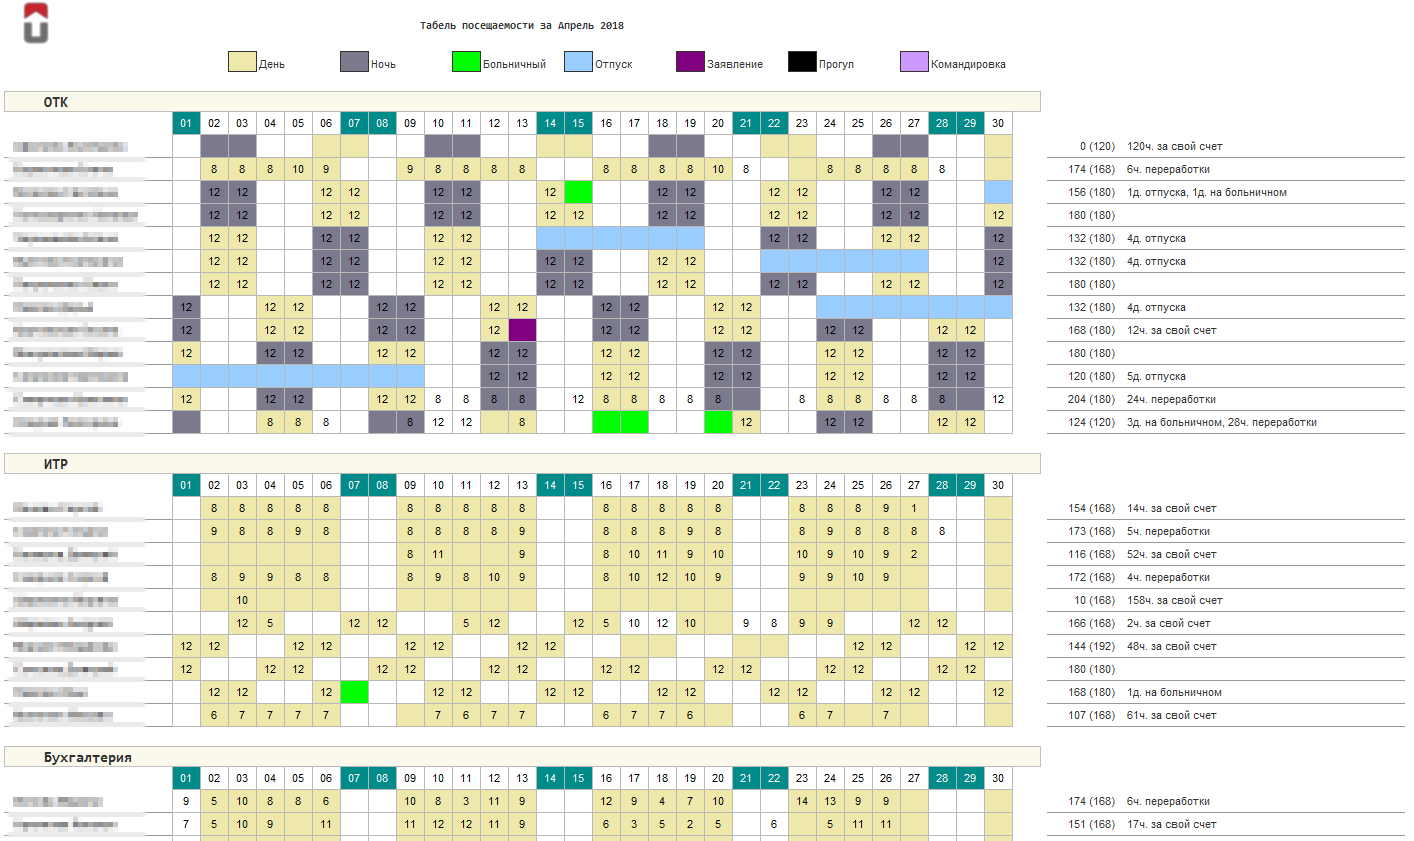 Табель посещаемости за Апрель 2018
День Ночь Больничный Отпуск Заявление Прогул Командировка
ОТК
01 02 03 04 05 06 07 08 09 10 11 12 13 14 15 16 17 18 19 20 21 22 23 24 25 26 27 28 29 30
0 (120) 120ч. за свой счет
8 8 8 10 9 9 8 8 8 8 8 8 8 8 10 8 8 8 8 8 8 8 174 (168) 6ч. переработки
12 12 12 12 12 12 12 12 12 12 12 12 12 156 (180) 1д. отпуска, 1д. на больничном
12 12 12 12 12 12 12 12 12 12 12 12 12 12 12 180 (180)
12 12 12 12 12 12 12 12 12 12 12 132 (180) 4д. отпуска
12 12 12 12 12 12 12 12 12 12 12 132 (180) 4д. отпуска
12 12 12 12 12 12 12 12 12 12 12 12 12 12 12 180 (180)
12 12 12 12 12 12 12 12 12 12 12 132 (180) 4д. отпуска
12 12 12 12 12 12 12 12 12 12 12 12 12 12 168 (180) 12ч. за свой счет
12 12 12 12 12 12 12 12 12 12 12 12 12 12 12 180 (180)
12 12 12 12 12 12 12 12 12 12 120 (180) 5д. отпуска
12 12 12 12 12 8 8 8 8 12 8 8 8 8 8 8 8 8 8 8 8 12 204 (180) 24ч. переработки
8 8 8 8 12 12 8 12 12 12 12 12 124 (120) 3д. на больничном, 28ч. переработки
ИТР
01 02 03 04 05 06 07 08 09 10 11 12 13 14 15 16 17 18 19 20 21 22 23 24 25 26 27 28 29 30
8 8 8 8 8 8 8 8 8 8 8 8 8 8 8 8 8 8 9 1 154 (168) 14ч. за свой счет
9 8 8 9 8 8 8 8 8 9 8 8 8 9 8 8 9 8 8 8 8 173 (168) 5ч. переработки
8 11 9 8 10 11 9 10 10 9 10 9 2 116 (168) 52ч. за свой счет
8 9 9 8 8 8 9 8 10 9 8 10 12 10 9 9 9 10 9 172 (168) 4ч. переработки
10 10 (168) 158ч. за свой счет
12 5 12 12 5 12 12 5 10 12 10 9 8 9 9 12 12 166 (168) 2ч. за свой счет
12 12 12 12 12 12 12 12 12 12 12 12 144 (192) 48ч. за свой счет
12 12 12 12 12 12 12 12 12 12 12 12 12 12 12 180 (180)
12 12 12 12 12 12 12 12 12 12 12 12 12 12 168 (180) 1д. на больничном
6 7 7 7 7 7 6 7 7 6 7 7 6 6 7 7 107 (168) 61ч. за свой счет
Бухгалтерия
01 02 03 04 05 06 07 08 09 10 11 12 13 14 15 16 17 18 19 20 21 22 23 24 25 26 27 28 29 30
9 5 10 8 8 6 10 8 3 11 9 12 9 4 7 10 14 13 9 9 174 (168) 6ч. переработки
7 5 10 9 11 11 12 12 11 9 6 3 5 2 5 6 5 11 11 151 (168) 17ч. за свой счет